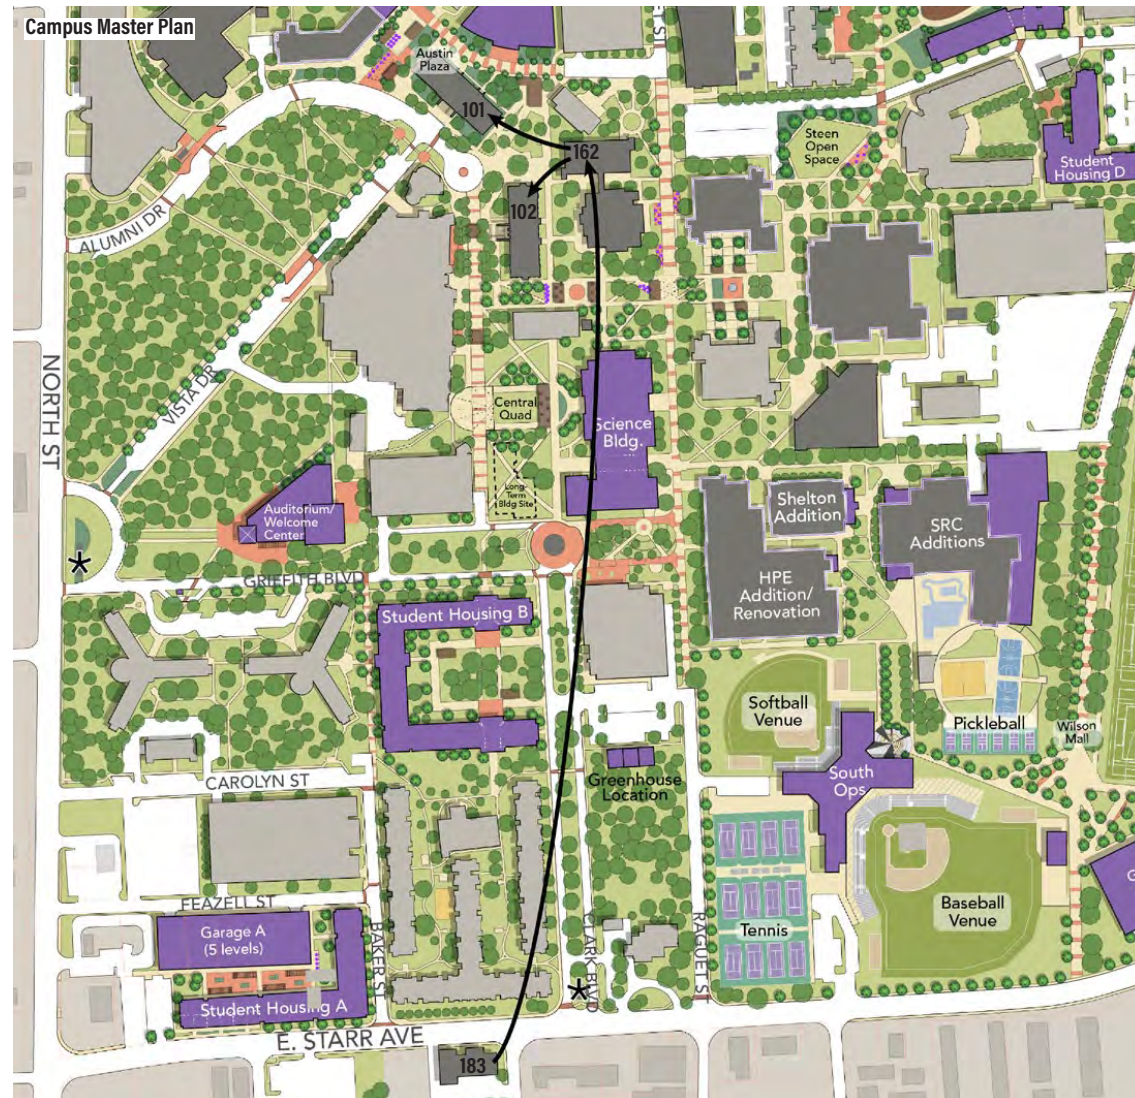 Campus Master Plan
Austin
Plaza
101
162
102
Steen
Open
Space
Student
Housing D
ALUMNI DR
NORTH ST
VISTA DR
Central
Quad
Science
Bldg.
Long-
Term
Bldg Site
Auditorium/
Welcome
Center
Shelton
Addition
SRC
Additions
HPE
Addition/
Renovation
GRIFFITH BLVD
Student Housing B
Softball
Venue
Pickleball
Wilson
Mall
South
Ops
Greenhouse
Location
CAROLYN ST
FEAZELL ST
Garage A
(5 levels)
BAKER ST
CLARK BLVD
RAGUET ST
Tennis
Baseball
Venue
Student Housing A
E. STARR AVE
183